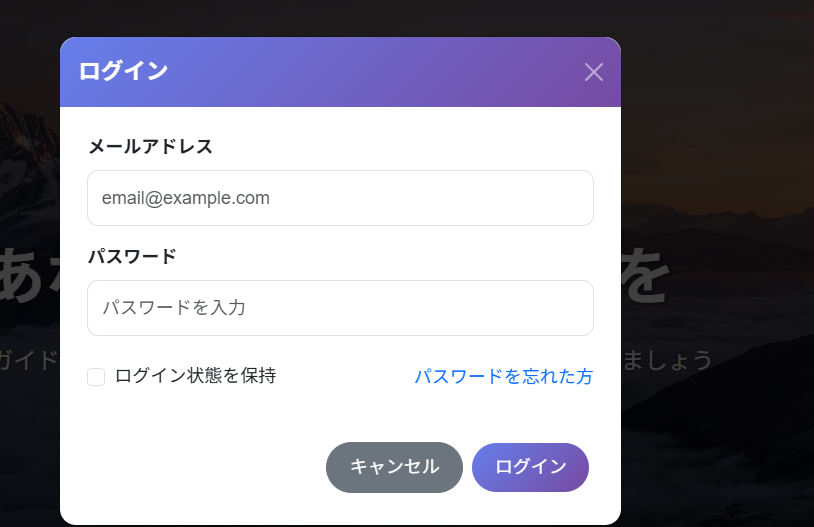 ログイン
メールアドレス
email@example.com
あ
を
パスワード
パスワードを入力
ガイド
ましょう
ログイン状態を保持
パスワードを忘れた方
キャンセル
ログイン